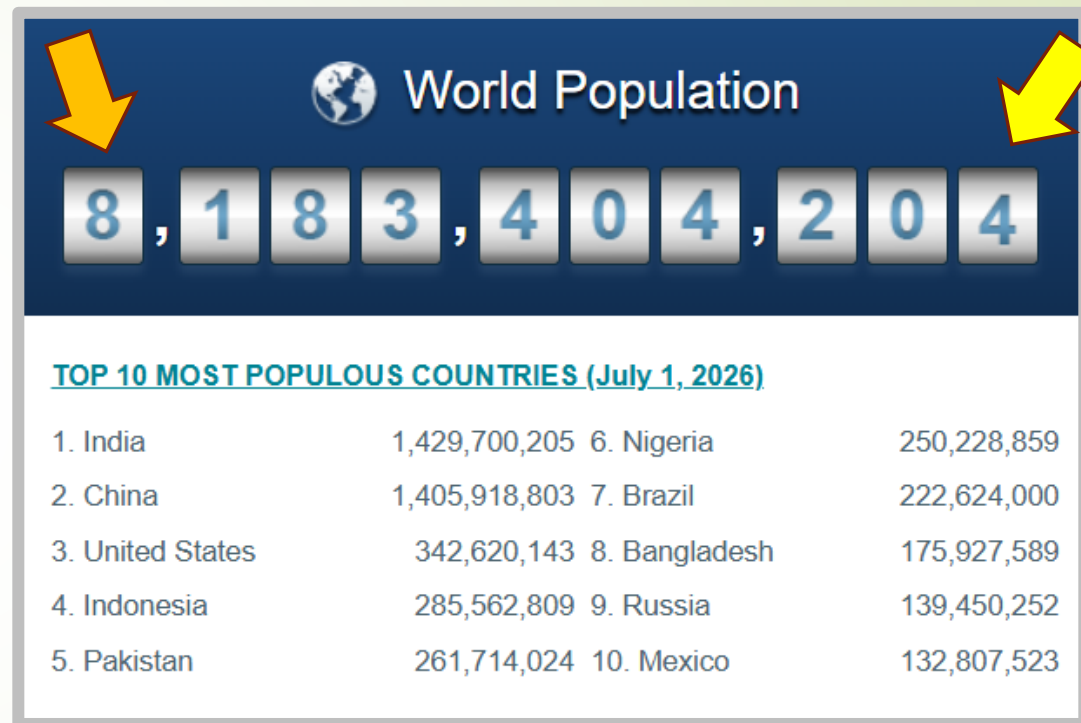 World Population
8,183,404,204
TOP 10 MOST POPULOUS COUNTRIES (July 1, 2026)
1. India 1,429,700,205 6. Nigeria 250,228,859
2. China 1,405,918,803 7. Brazil 222,624,000
3. United States 342,620,143 8. Bangladesh 175,927,589
4. Indonesia 285,562,809 9. Russia 139,450,252
5. Pakistan 261,714,024 10. Mexico 132,807,523